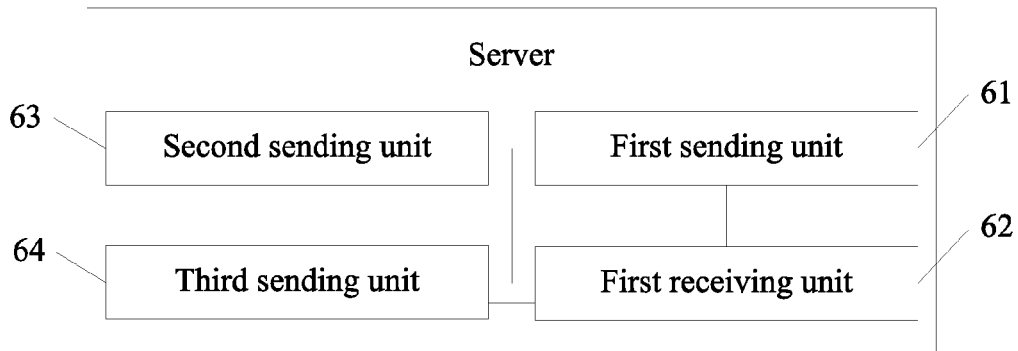 Server
63
Second sending unit
First sending unit
61
64
Third sending unit
First receiving unit
62